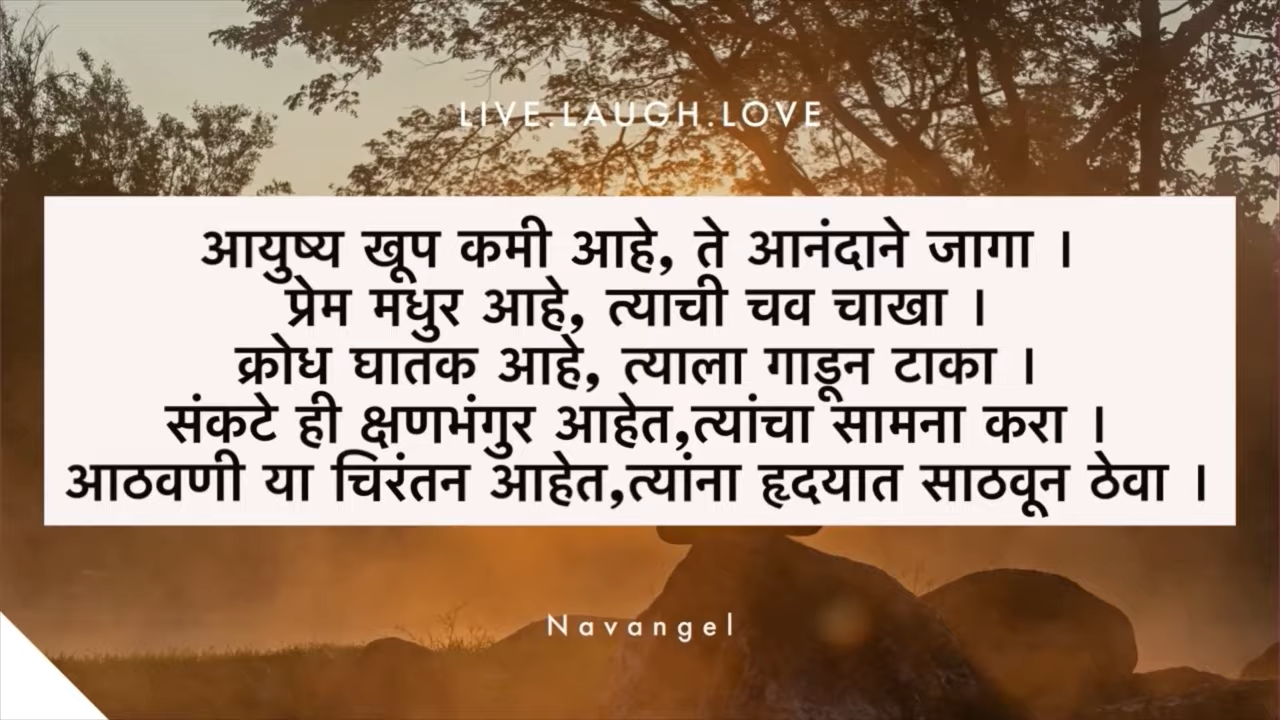 LIVE.LAUGH.LOVE
आयुष्य खूप कमी आहे, ते आनंदाने जागा ।
प्रेम मधुर आहे, त्याची चव चाखा ।
क्रोध घातक आहे, त्याला गाडून टाका ।
संकटे ही क्षणभंगुर आहेत,त्यांचा सामना करा ।
आठवणी या चिरंतन आहेत,त्यांना हृदयात साठवून ठेवा ।
Navangel